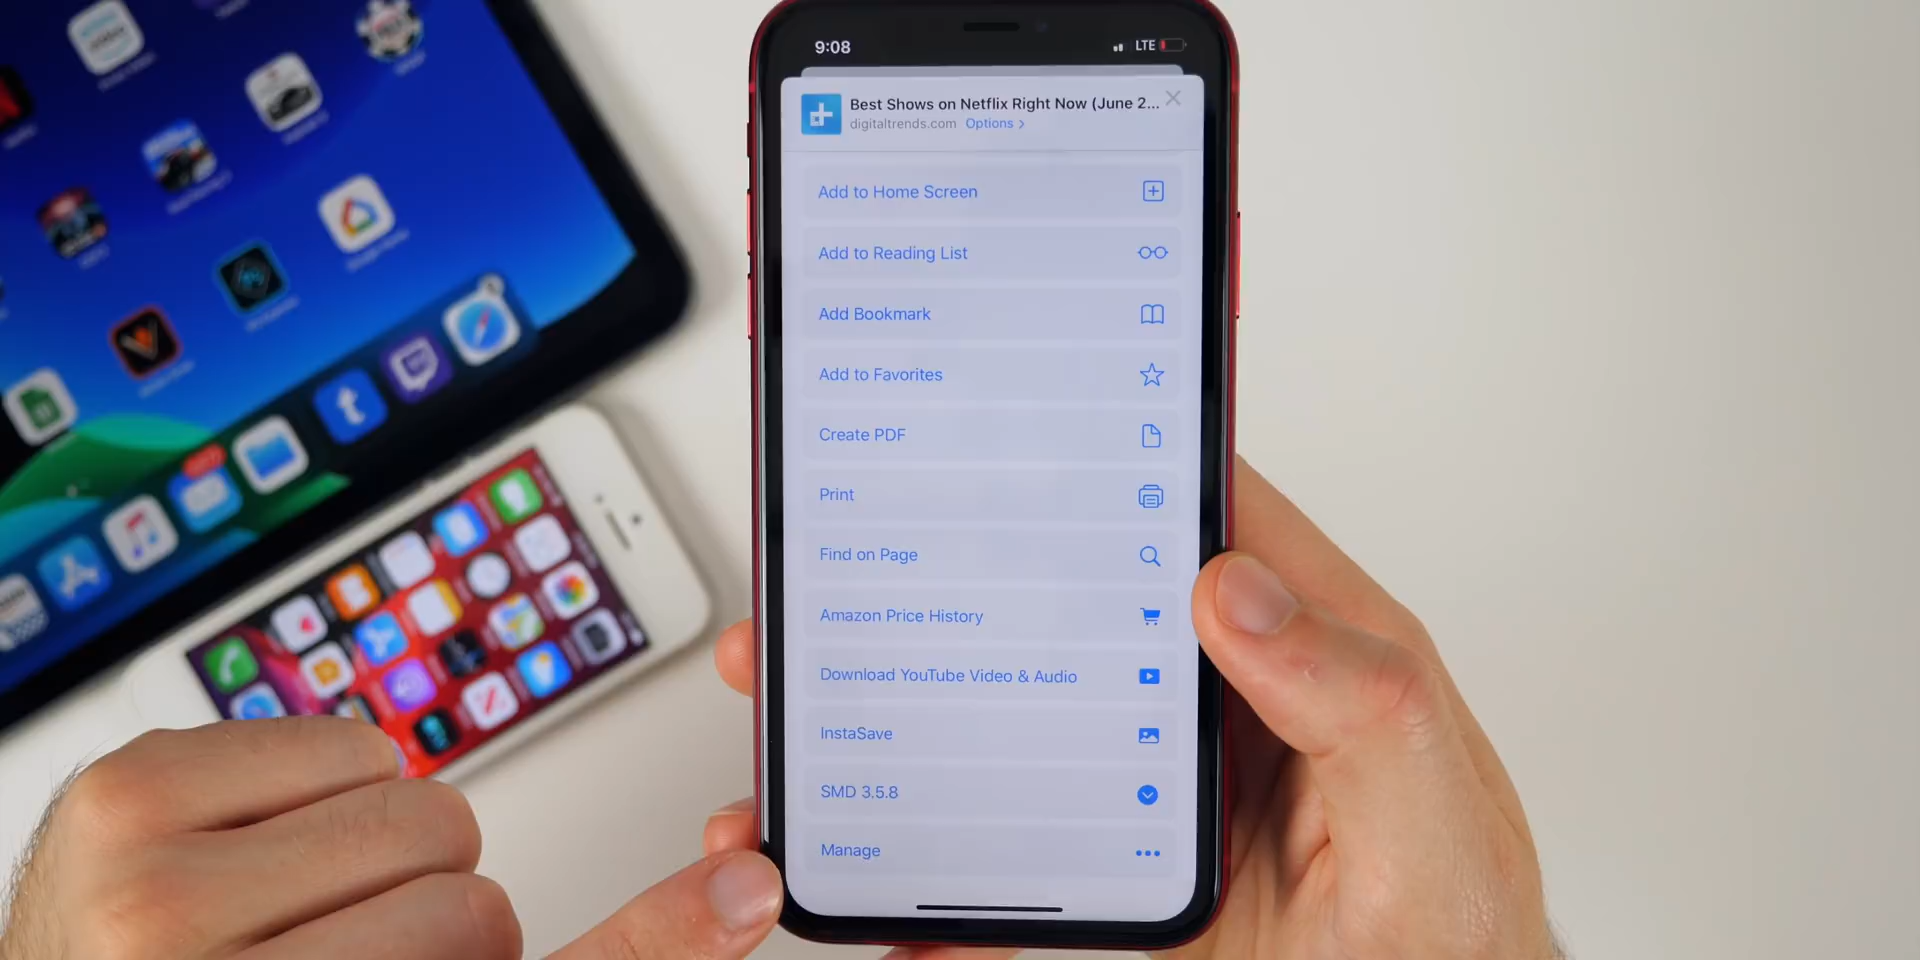 9:08
LTE
Best Shows on Netflix Right Now (June 2...
digitaltrends.com Options >
Add to Home Screen
Add to Reading List
Add Bookmark
Add to Favorites
Create PDF
Print
Find on Page
Amazon Price History
Download YouTube Video & Audio
InstaSave
SMD 3.5.8
Manage